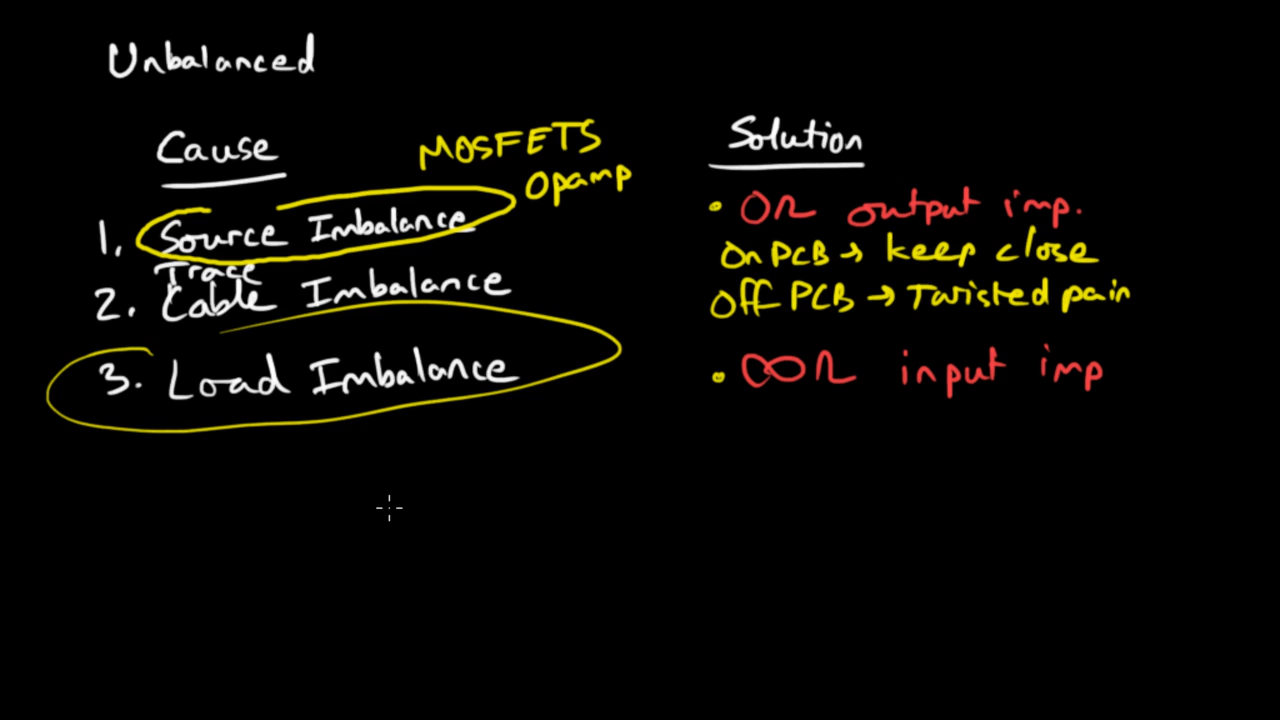 Unbalanced
Cause
MOSFETS
Opamp
1. Source Imbalance
Trace
2. Cable Imbalance
3. Load Imbalance
Solution
• 0Ω output imp.
On PCB → keep close
Off PCB → Twisted pair
• ∞Ω input imp